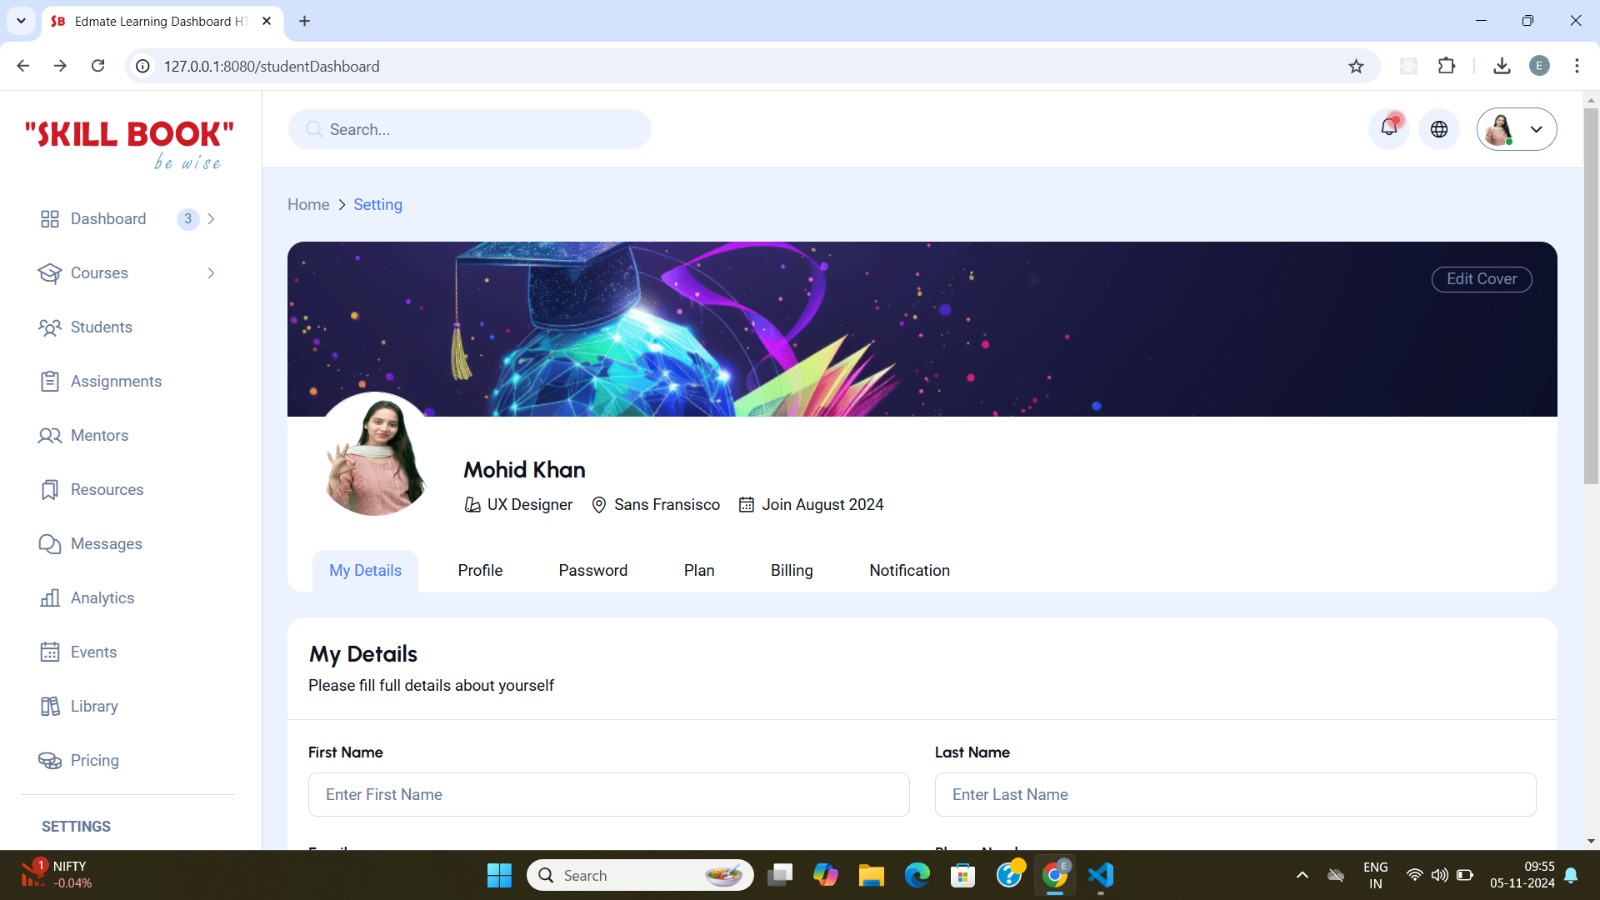 SB Edmate Learning Dashboard HT
127.0.0.1:8080/studentDashboard
E
"SKILL BOOK"
be wise
Search...
Dashboard 3
Courses
Students
Assignments
Mentors
Resources
Messages
Analytics
Events
Library
Pricing
SETTINGS
Home > Setting
Edit Cover
Mohid Khan
UX Designer Sans Fransisco Join August 2024
My Details Profile Password Plan Billing Notification
My Details
Please fill full details about yourself
First Name Last Name
Enter First Name Enter Last Name
1 NIFTY
-0.04%
Search
E
ENG
IN
09:55
05-11-2024